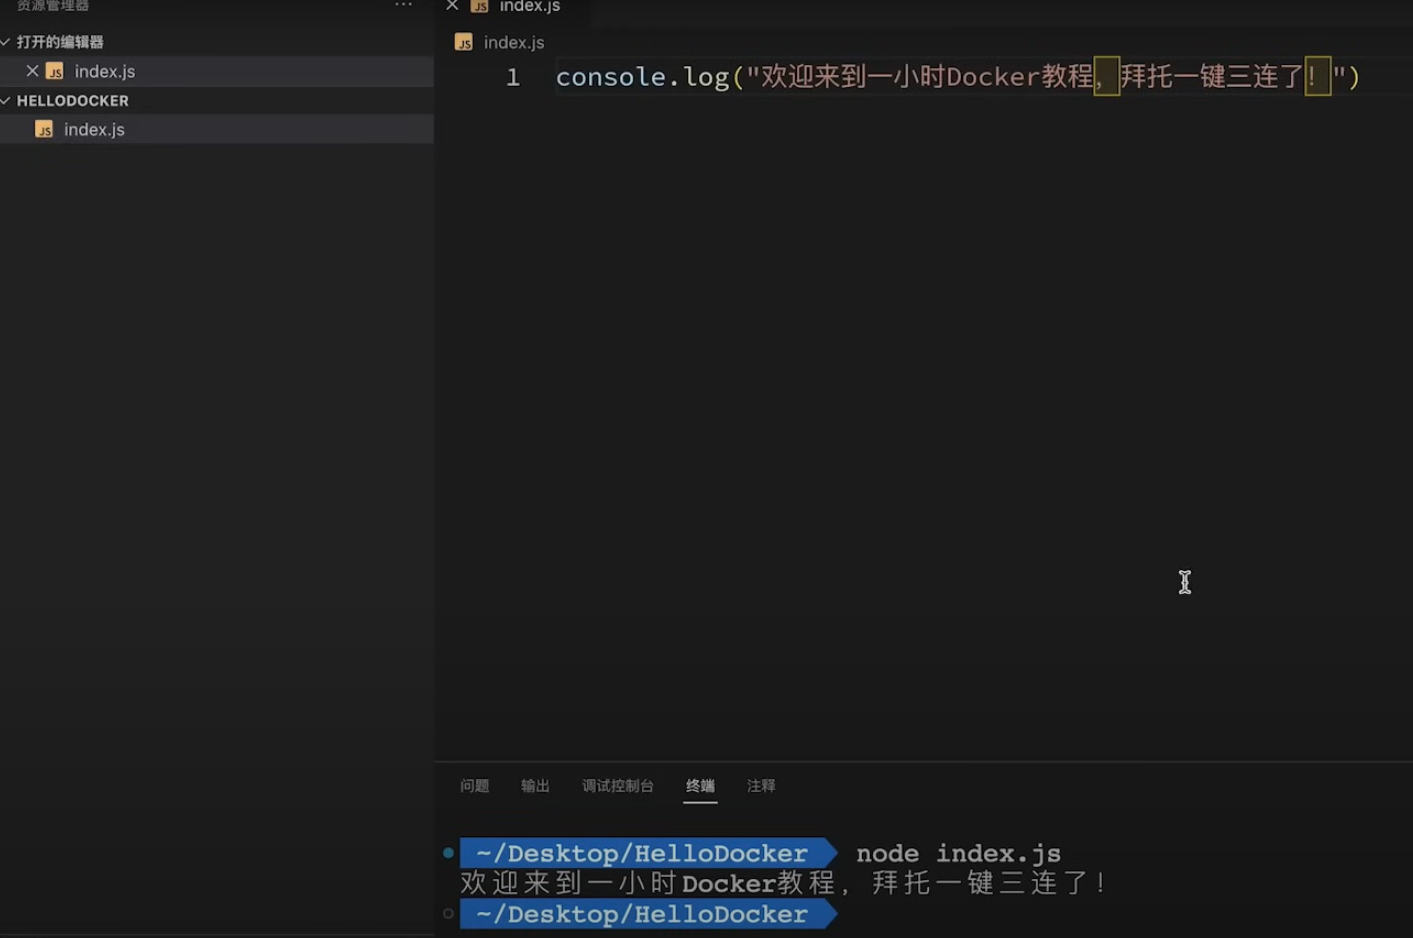 资源管理器 ···
打开的编辑器
JS index.js
HELLODOCKER
JS index.js
JS index.js
JS index.js
1 console.log("欢迎来到一小时Docker教程，拜托一键三连了！")
问题 输出 调试控制台 终端 注释
~/Desktop/HelloDocker node index.js
欢迎来到一小时Docker教程，拜托一键三连了！
~/Desktop/HelloDocker